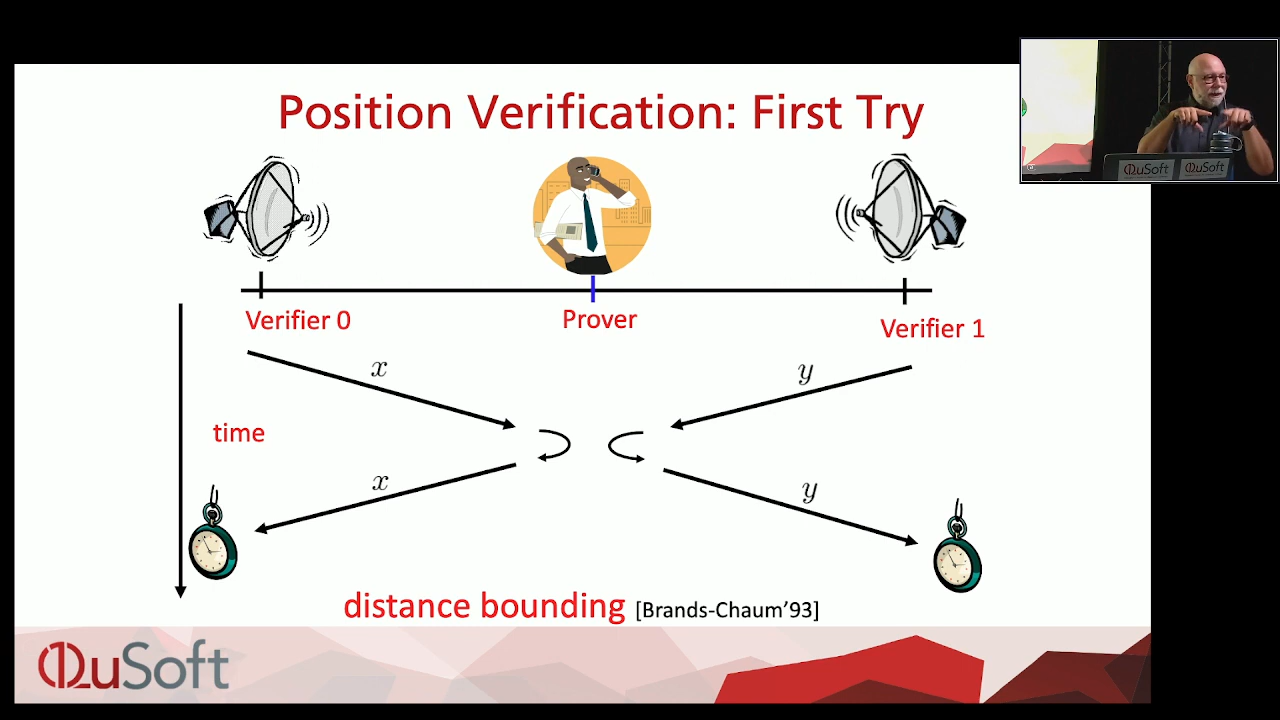 Position Verification: First Try
Verifier 0
Prover
Verifier 1
x
y
time
x
y
distance bounding [Brands-Chaum’93]
QuSoft
QuSoft
QuSoft